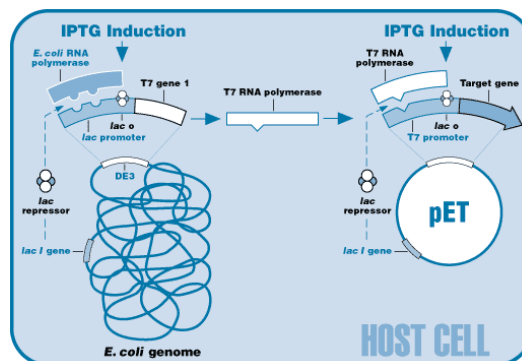 IPTG Induction
E. coli RNA
polymerase
T7 gene 1
lac o
lac promoter
DE3
lac
repressor
lac I gene
E. coli genome
T7 RNA polymerase
IPTG Induction
T7 RNA
polymerase
Target gene
lac o
T7 promoter
lac
repressor
lac I gene
pET
HOST CELL